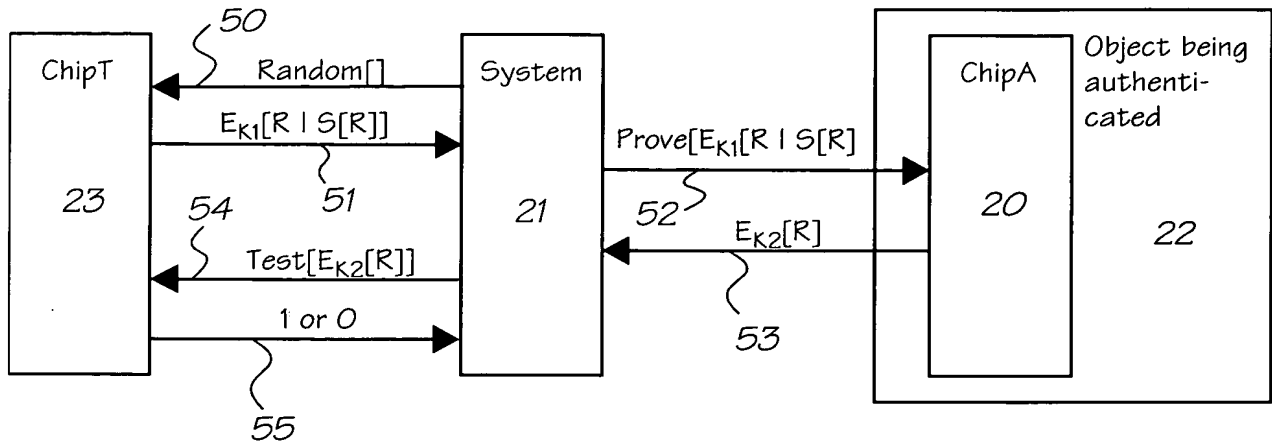 50
ChipT
Random[]
System
ChipA
Object being
authenti-
cated
E_K1[R | S[R]]
Prove[E_K1[R | S[R]
23
51
21
52
20
22
54
E_K2[R]
Test[E_K2[R]]
1 or 0
53
55